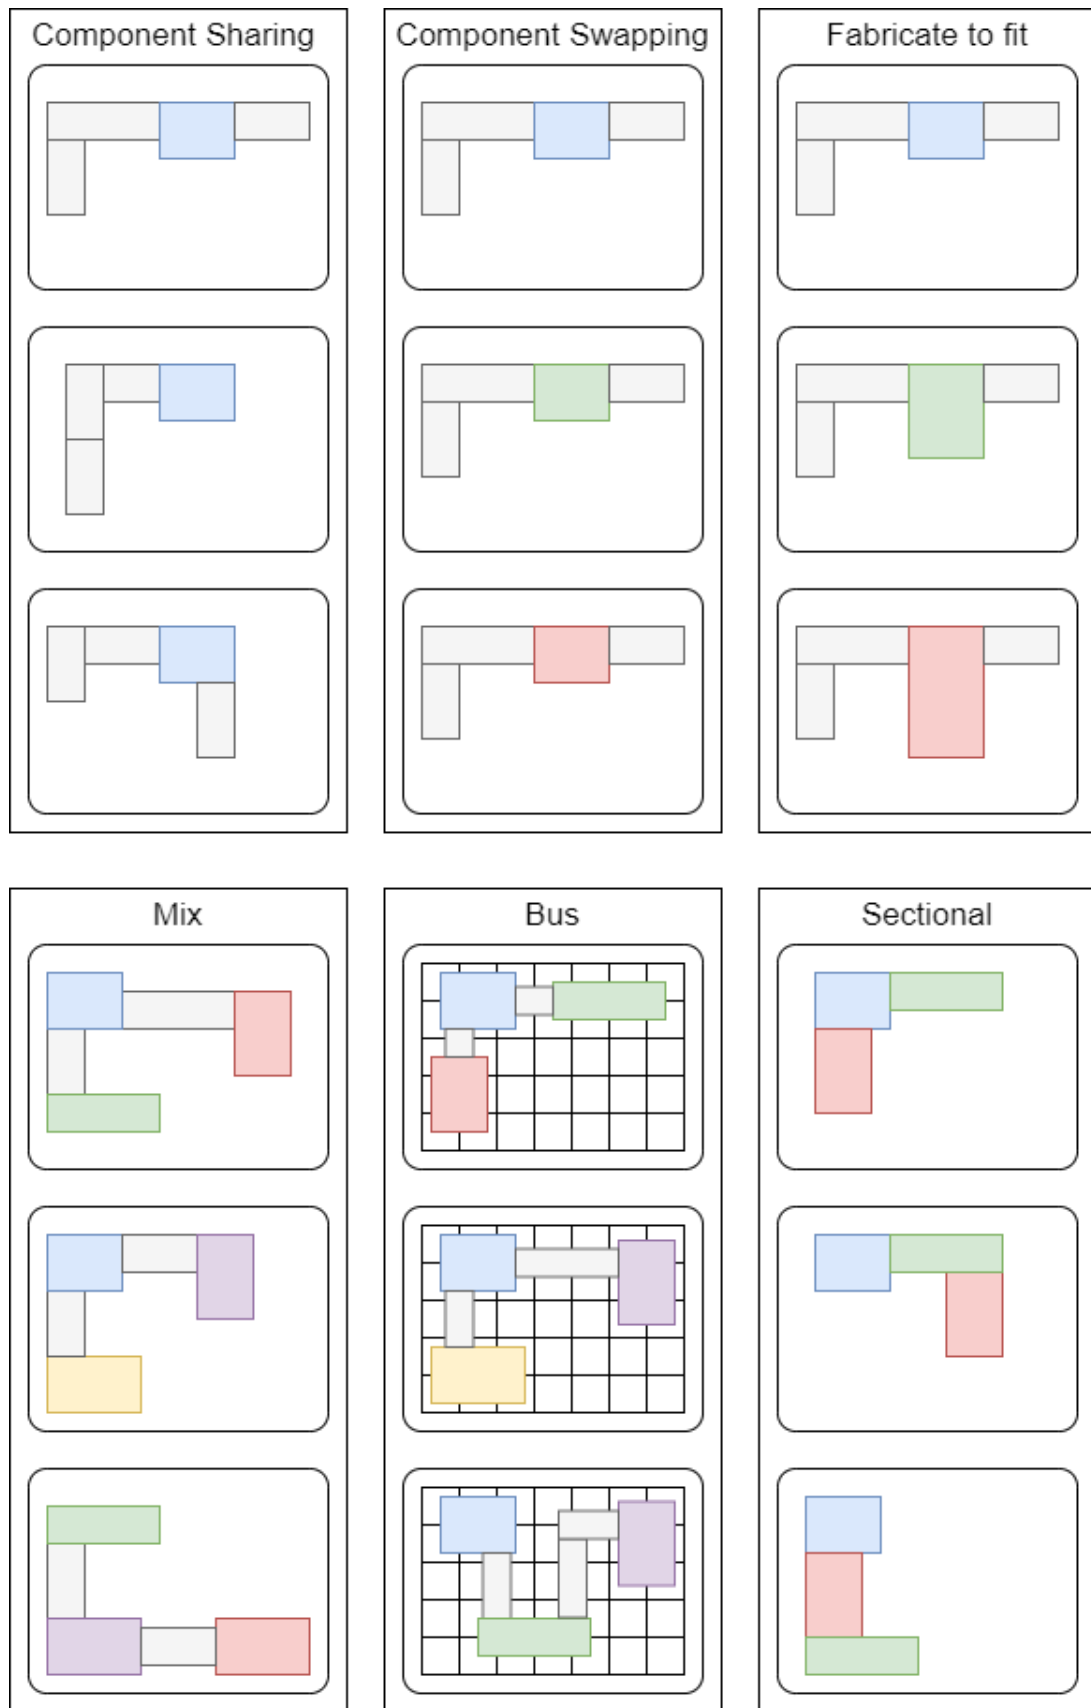 Component Sharing
Component Swapping
Fabricate to fit
Mix
Bus
Sectional